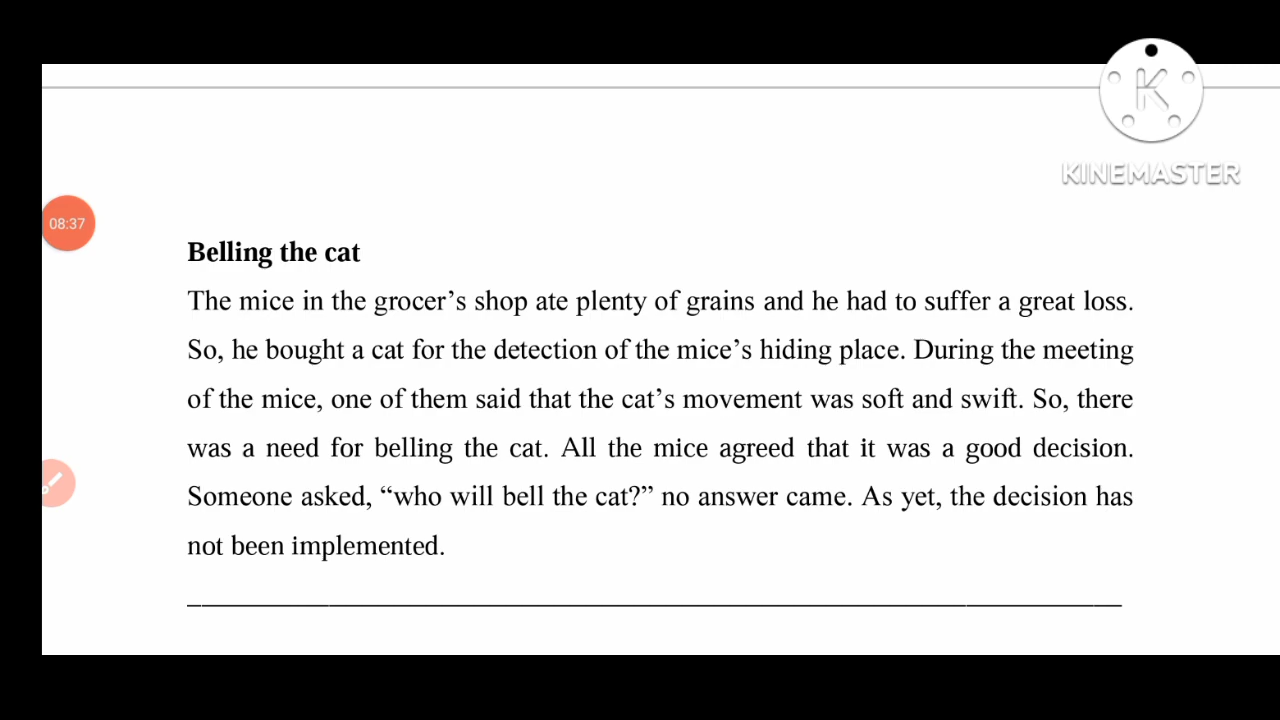 K
KINEMASTER
08:37
Belling the cat
The mice in the grocer’s shop ate plenty of grains and he had to suffer a great loss.
So, he bought a cat for the detection of the mice’s hiding place. During the meeting
of the mice, one of them said that the cat’s movement was soft and swift. So, there
was a need for belling the cat. All the mice agreed that it was a good decision.
Someone asked, “who will bell the cat?” no answer came. As yet, the decision has
not been implemented.